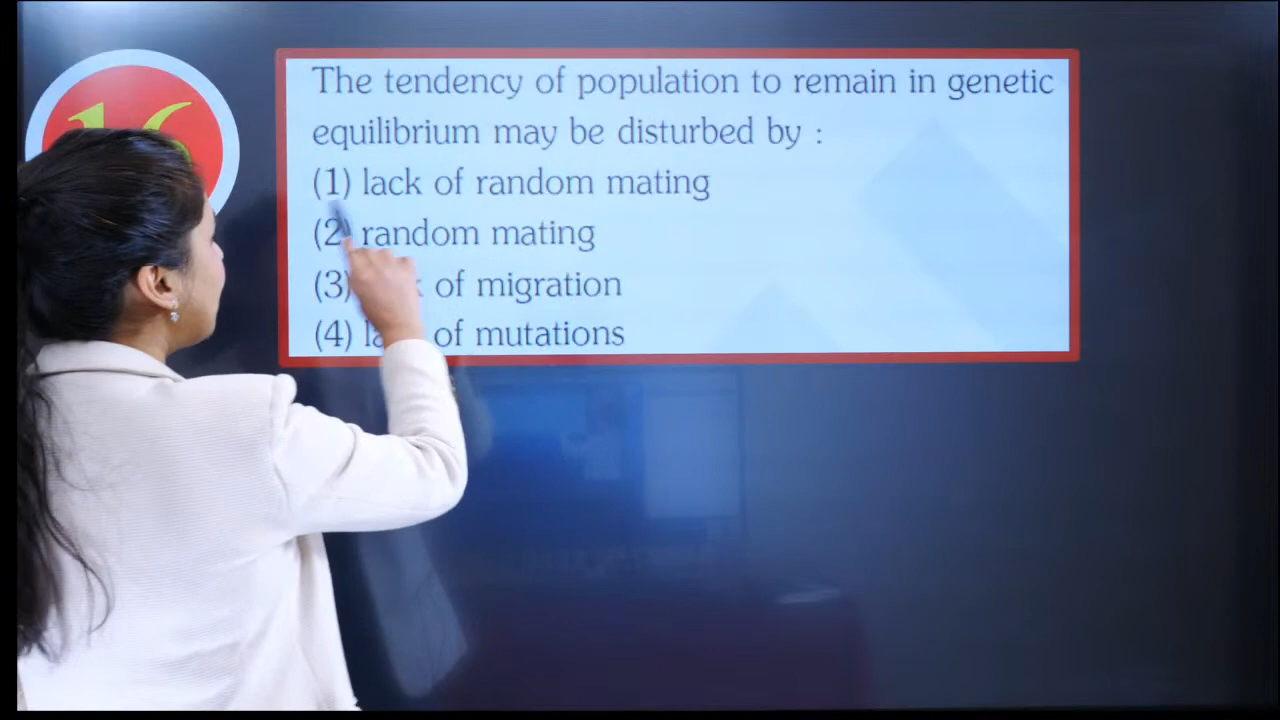 16
The tendency of population to remain in genetic
equilibrium may be disturbed by :
(1) lack of random mating
(2) random mating
(3) of migration
(4) of mutations